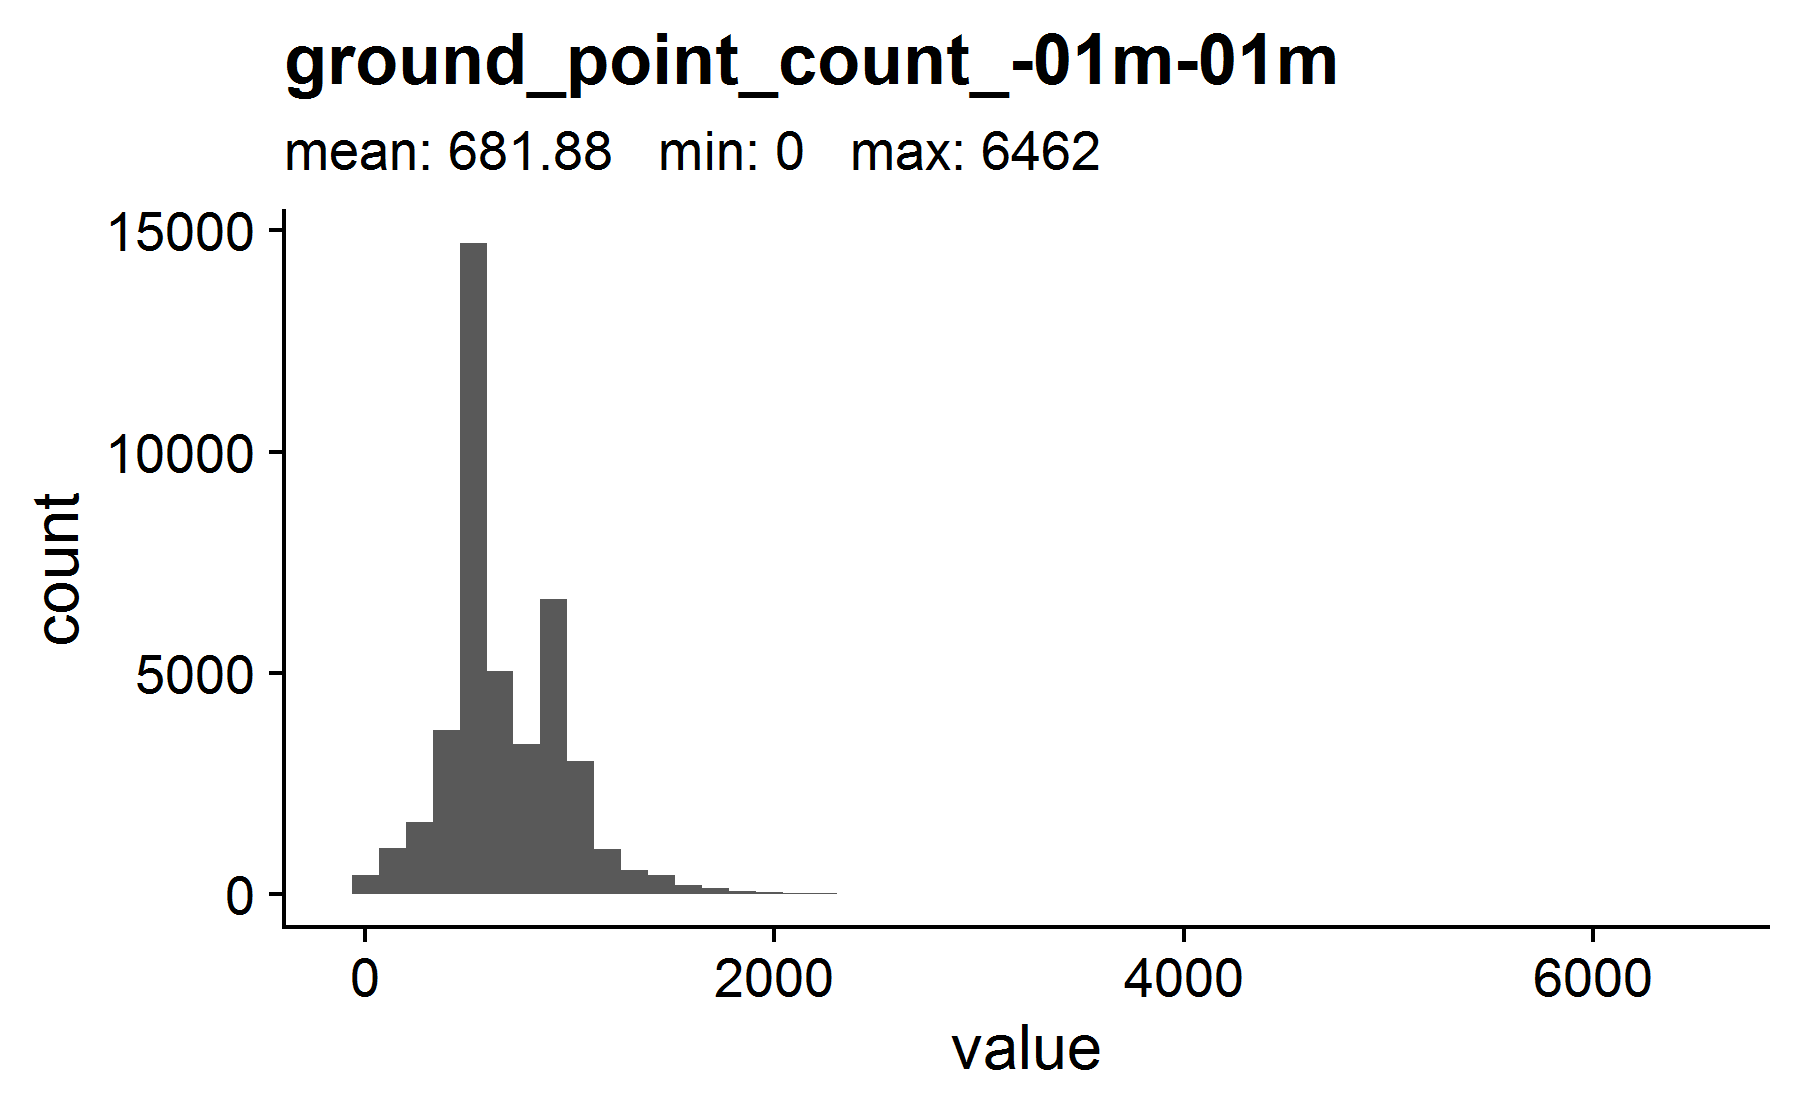 ground_point_count_-01m-01m
mean: 681.88   min: 0   max: 6462
15000
10000
5000
0
count
0 2000 4000 6000
value